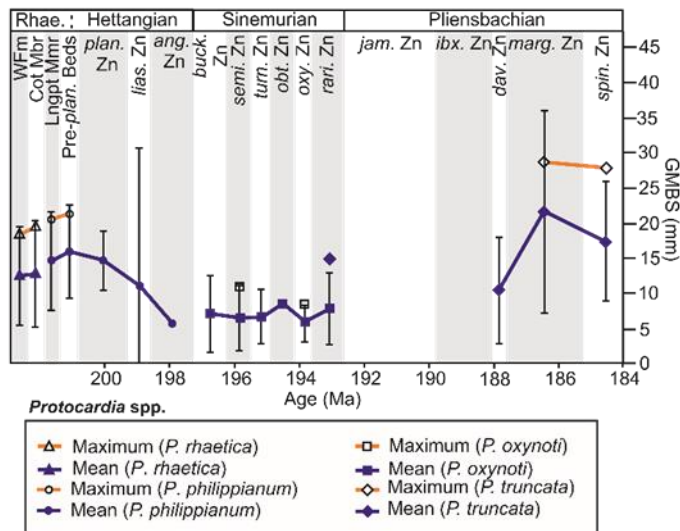 Rhae. Hettangian Sinemurian Pliensbachian
WFm
Cot Mbr
Lngpt Mmr
Pre-plan. Beds
plan. Zn
lias. Zn
ang. Zn
buck. Zn
semi. Zn
turn. Zn
obt. Zn
oxy. Zn
rari. Zn
jam. Zn
ibx. Zn
dav. Zn
marg. Zn
spin. Zn
45
40
35
30
25
20
15
10
5
0
GMBS (mm)
200 198 196 194 192 190 188 186 184
Age (Ma)
Protocardia spp.
Maximum (P. rhaetica)
Mean (P. rhaetica)
Maximum (P. philippianum)
Mean (P. philippianum)
Maximum (P. oxynoti)
Mean (P. oxynoti)
Maximum (P. truncata)
Mean (P. truncata)